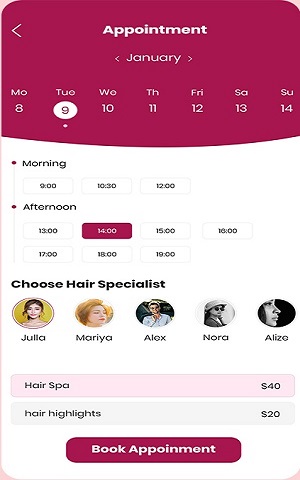 Appointment
< January >
Mo Tue We Th Fri Sa Su
8 9 10 11 12 13 14
Morning
9:00 10:30 12:00
Afternoon
13:00 14:00 15:00 16:00
17:00 18:00 19:00
Choose Hair Specialist
Julla Mariya Alex Nora Alize
Hair Spa $40
hair highlights $20
Book Appoinment